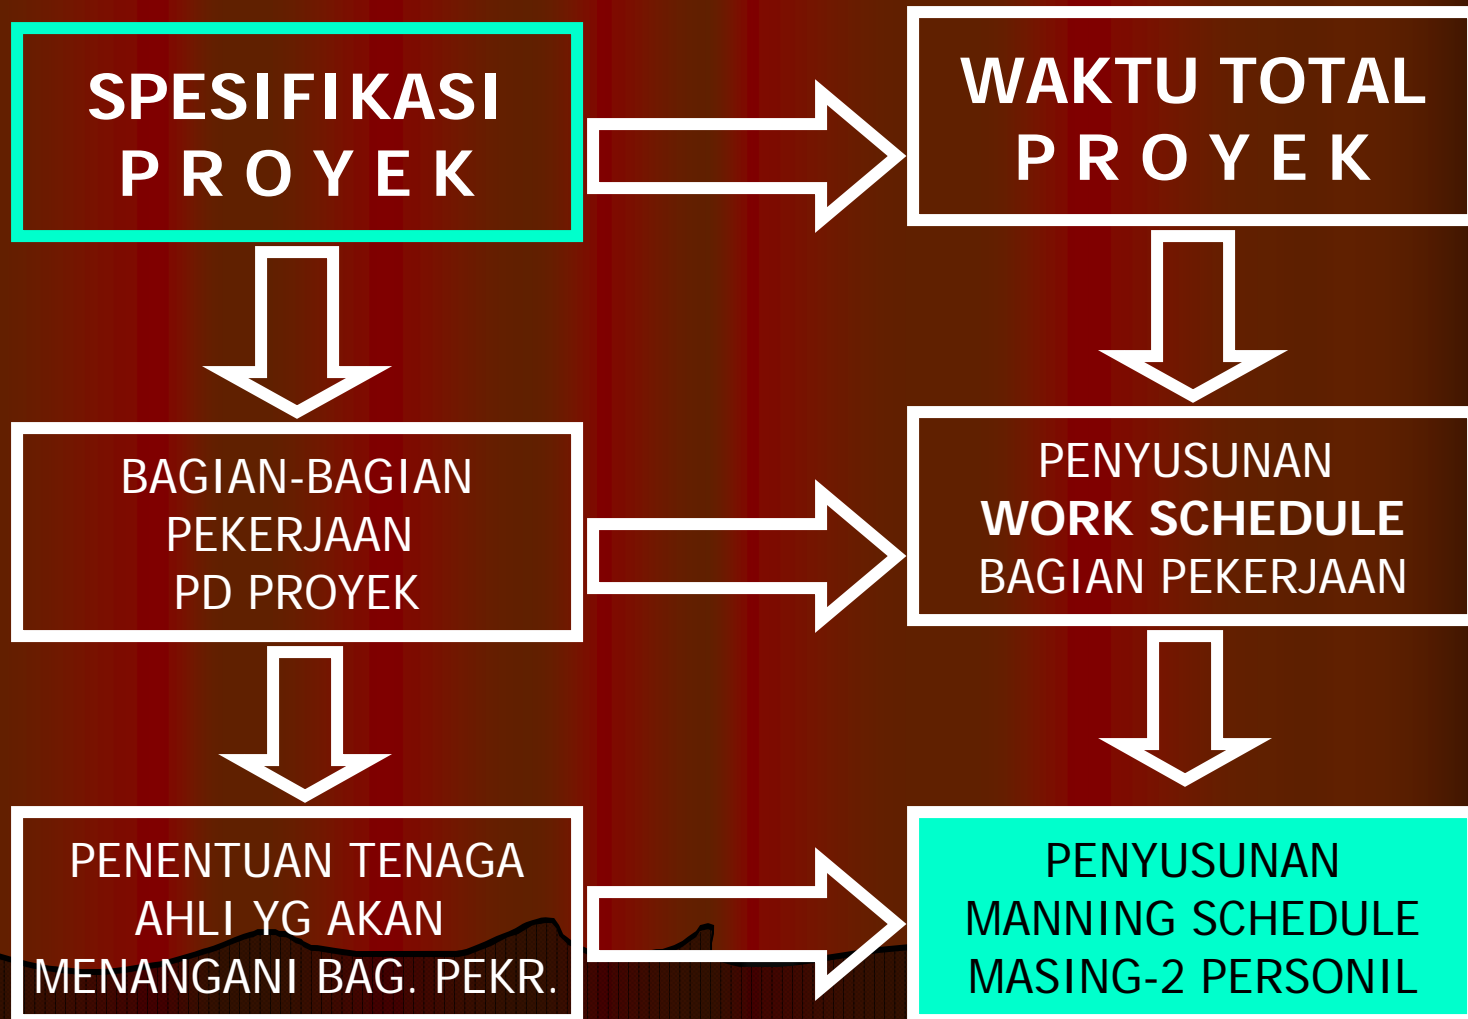 SPESIFIKASI
P R O Y E K
WAKTU TOTAL
P R O Y E K
BAGIAN-BAGIAN
PEKERJAAN
PD PROYEK
PENYUSUNAN
WORK SCHEDULE
BAGIAN PEKERJAAN
PENENTUAN TENAGA
AHLI YG AKAN
MENANGANI BAG. PEKR.
PENYUSUNAN
MANNING SCHEDULE
MASING-2 PERSONIL